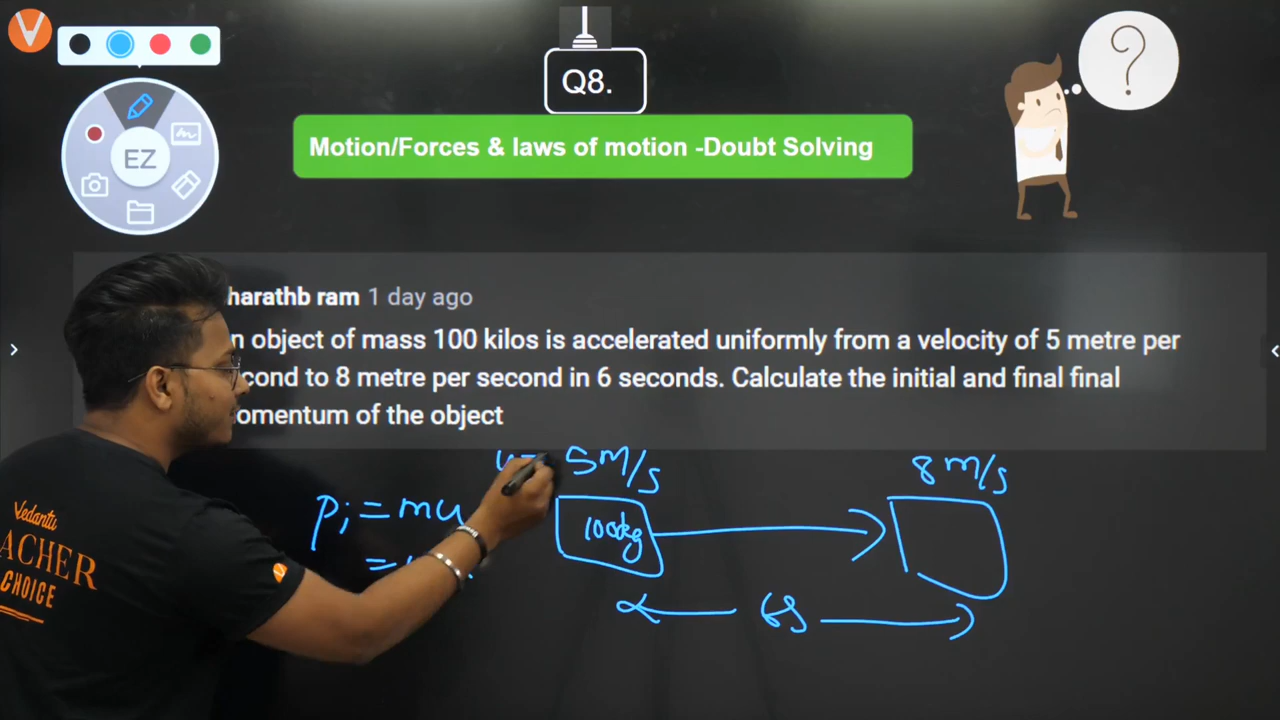 Q8.
Motion/Forces & laws of motion -Doubt Solving
EZ
harathb ram 1 day ago
n object of mass 100 kilos is accelerated uniformly from a velocity of 5 metre per
cond to 8 metre per second in 6 seconds. Calculate the initial and final final
omentum of the object
u = 5m/s
8 m/s
Pi = mu
100kg
=
6s
Vedantu
ACHER
CHOICE